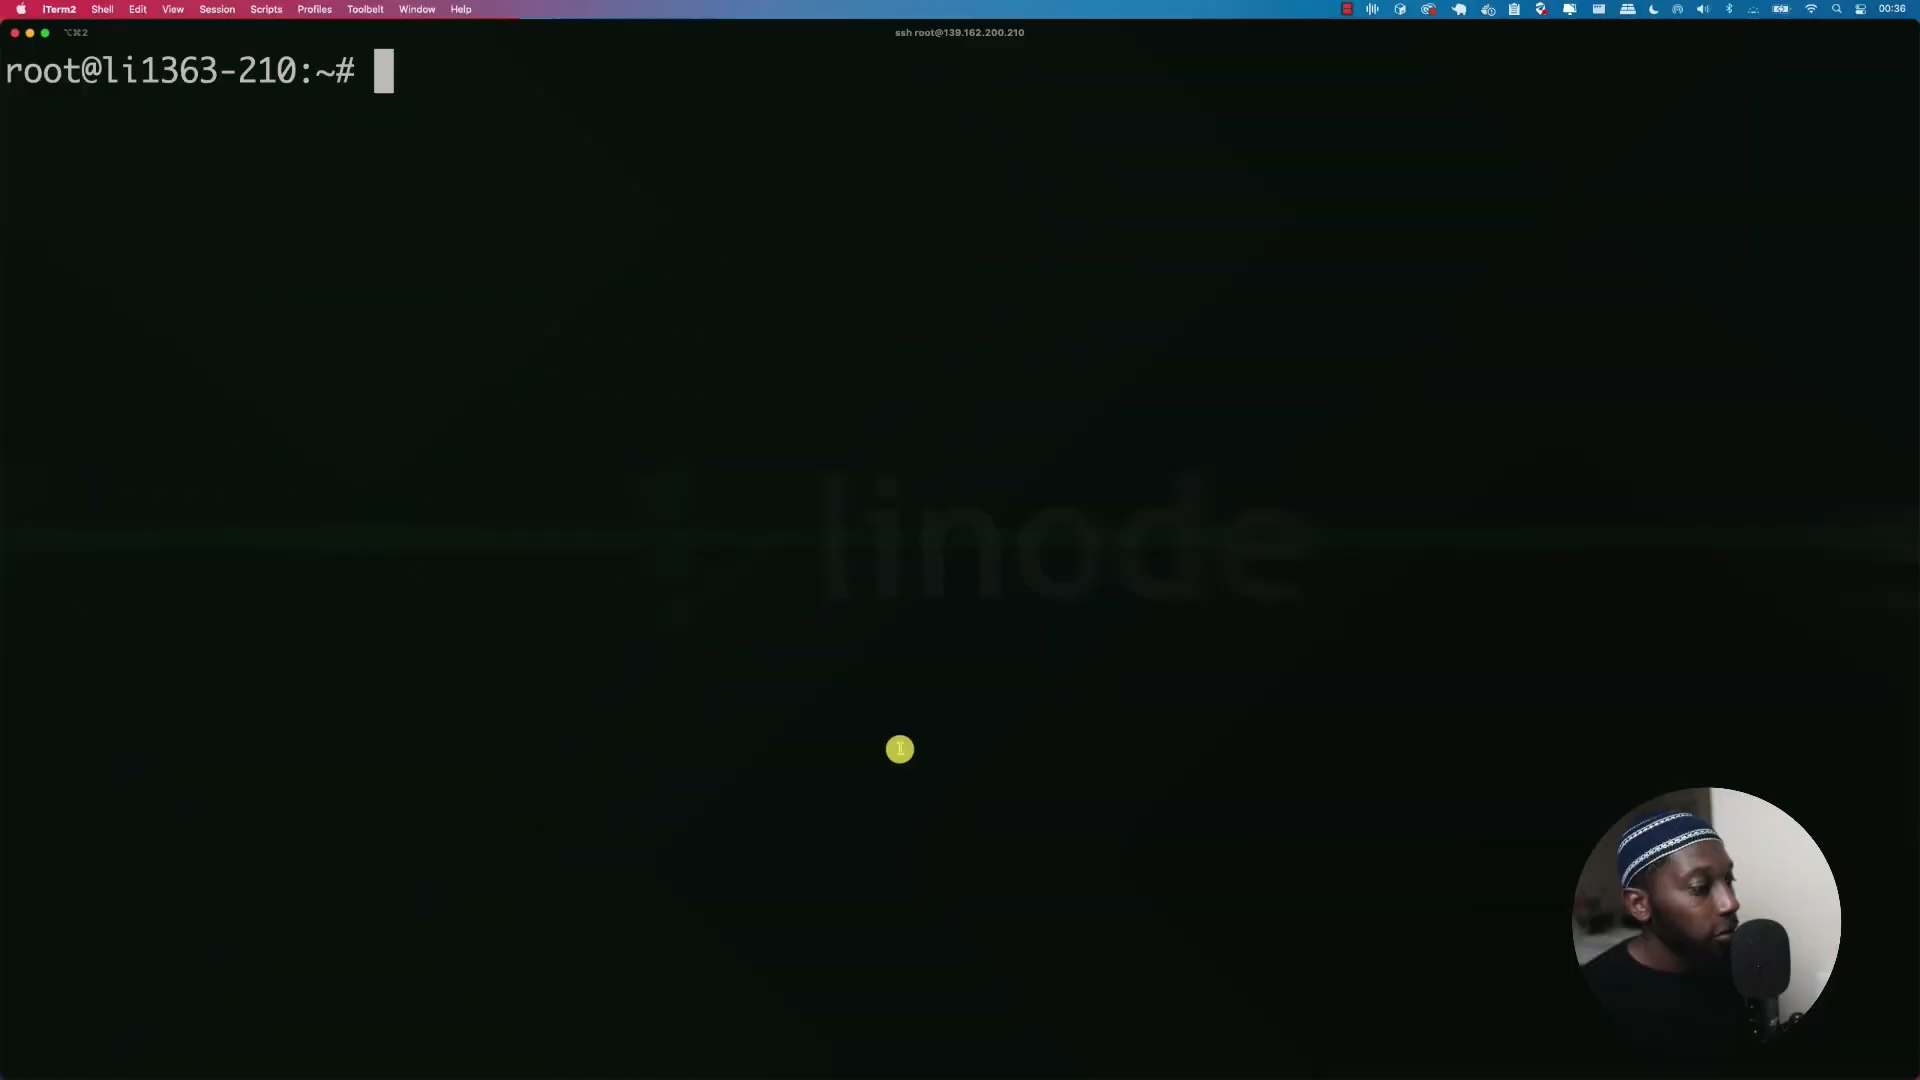 iTerm2 Shell Edit View Session Scripts Profiles Toolbelt Window Help 00:36
⌥⌘2 ssh root@139.162.200.210
root@li1363-210:~#
linode